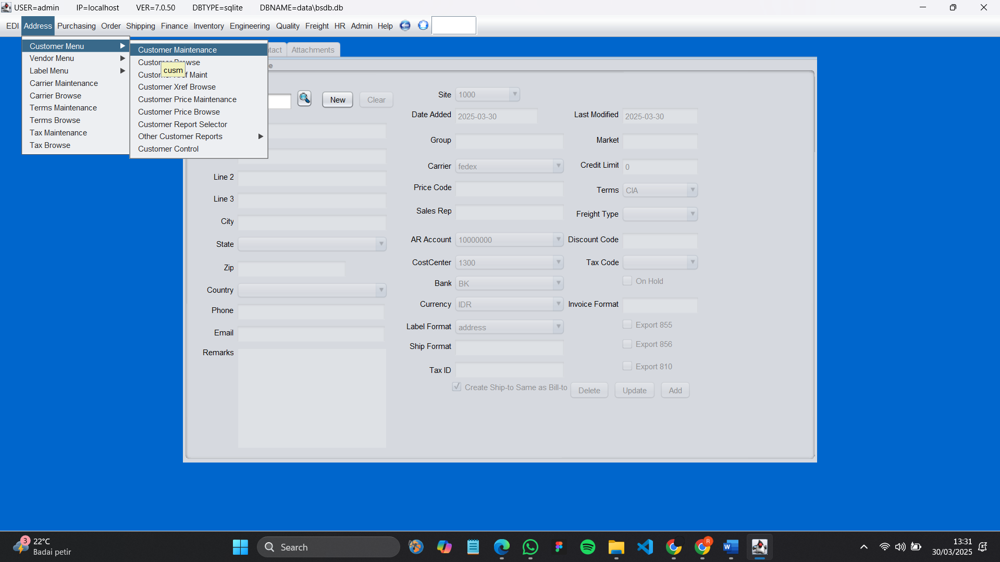 USER=admin IP=localhost VER=7.0.50 DBTYPE=sqlite DBNAME=data\bsdb.db
EDI Address Purchasing Order Shipping Finance Inventory Engineering Quality Freight HR Admin Help
Customer Menu
Vendor Menu
Label Menu
Carrier Maintenance
Carrier Browse
Terms Maintenance
Terms Browse
Tax Maintenance
Tax Browse
Customer Maintenance
Customer Browse
cusm
Customer Xref Maint
Customer Xref Browse
Customer Price Maintenance
Customer Price Browse
Customer Report Selector
Other Customer Reports
Customer Control
Attachments
New Clear
Line 2
Line 3
City
State
Zip
Country
Phone
Email
Remarks
Site 1000
Date Added 2025-03-30 Last Modified 2025-03-30
Group Market
Carrier fedex Credit Limit 0
Price Code Terms CIA
Sales Rep Freight Type
AR Account 10000000 Discount Code
CostCenter 1300 Tax Code
Bank BK On Hold
Currency IDR Invoice Format
Label Format address Export 855
Ship Format Export 856
Tax ID Export 810
Create Ship-to Same as Bill-to Delete Update Add
3 22°C
Badai petir
Search
R
13:31
30/03/2025